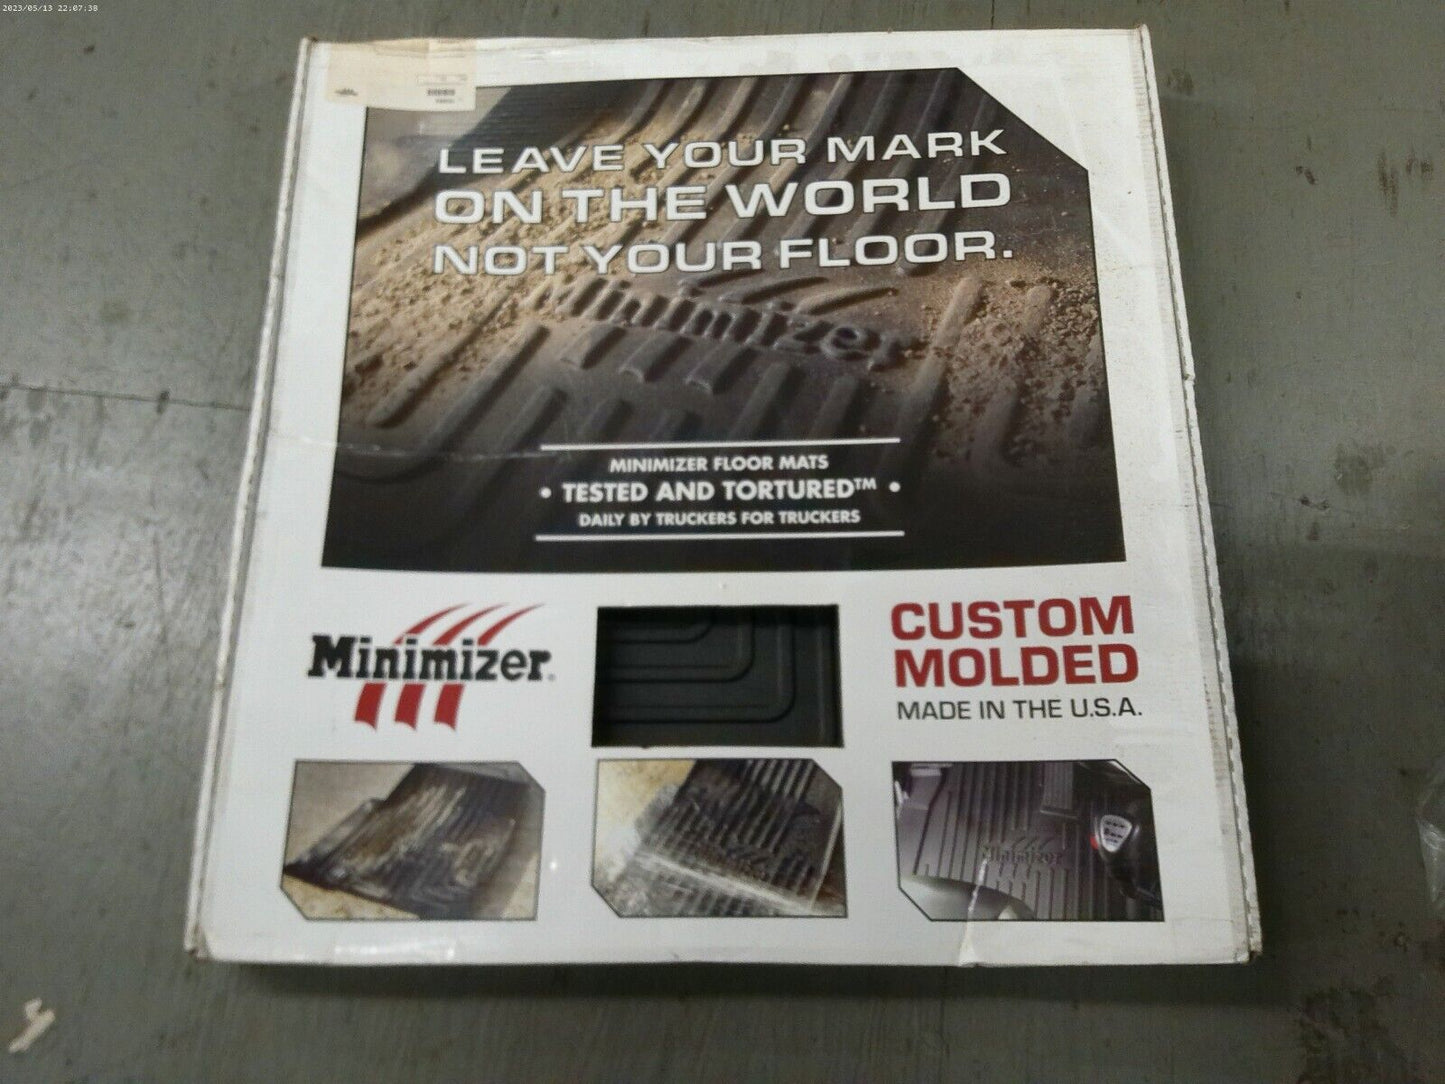 2023/05/13 22:07:38
LEAVE YOUR MARK
ON THE WORLD
NOT YOUR FLOOR.
Minimizer
MINIMIZER FLOOR MATS
• TESTED AND TORTURED™ •
DAILY BY TRUCKERS FOR TRUCKERS
Minimizer
CUSTOM
MOLDED
MADE IN THE U.S.A.
Minimizer